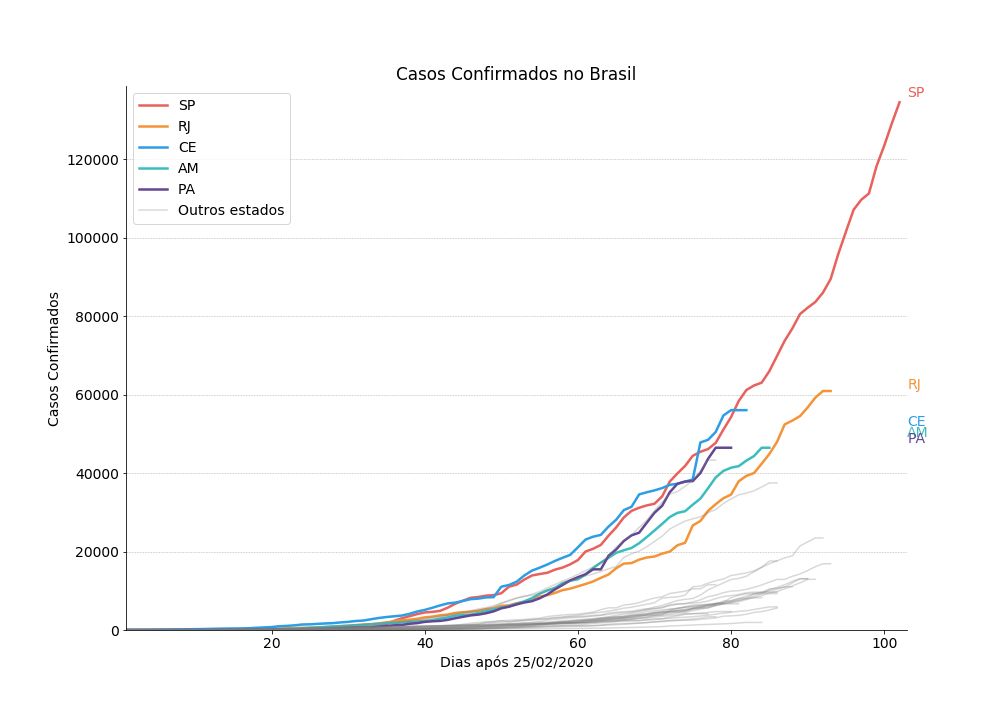 Casos Confirmados no Brasil
SP
RJ
CE
AM
PA
Outros estados
Casos Confirmados
120000
100000
80000
60000
40000
20000
0
20
40
60
80
100
Dias após 25/02/2020
SP
RJ
CE
AM
PA